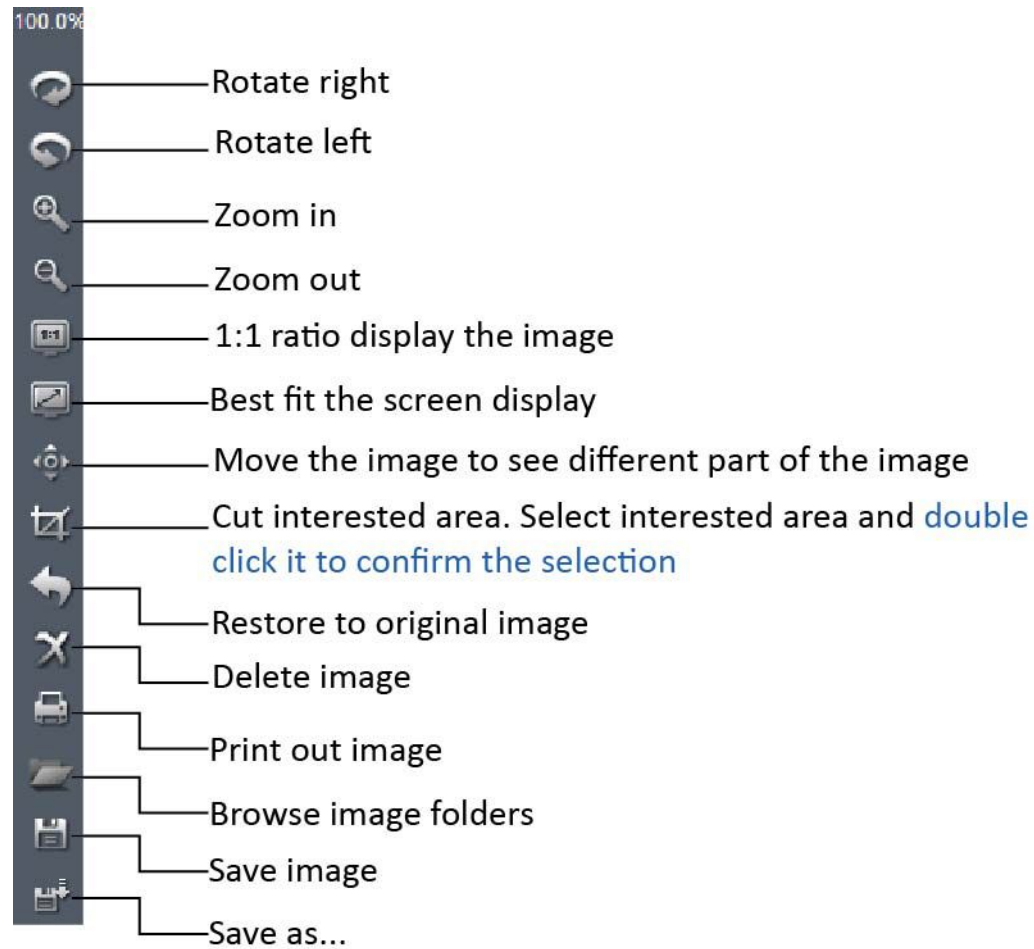 100.0%
Rotate right
Rotate left
Zoom in
Zoom out
1:1
1:1 ratio display the image
Best fit the screen display
Move the image to see different part of the image
Cut interested area. Select interested area and double
click it to confirm the selection
Restore to original image
Delete image
Print out image
Browse image folders
Save image
Save as...